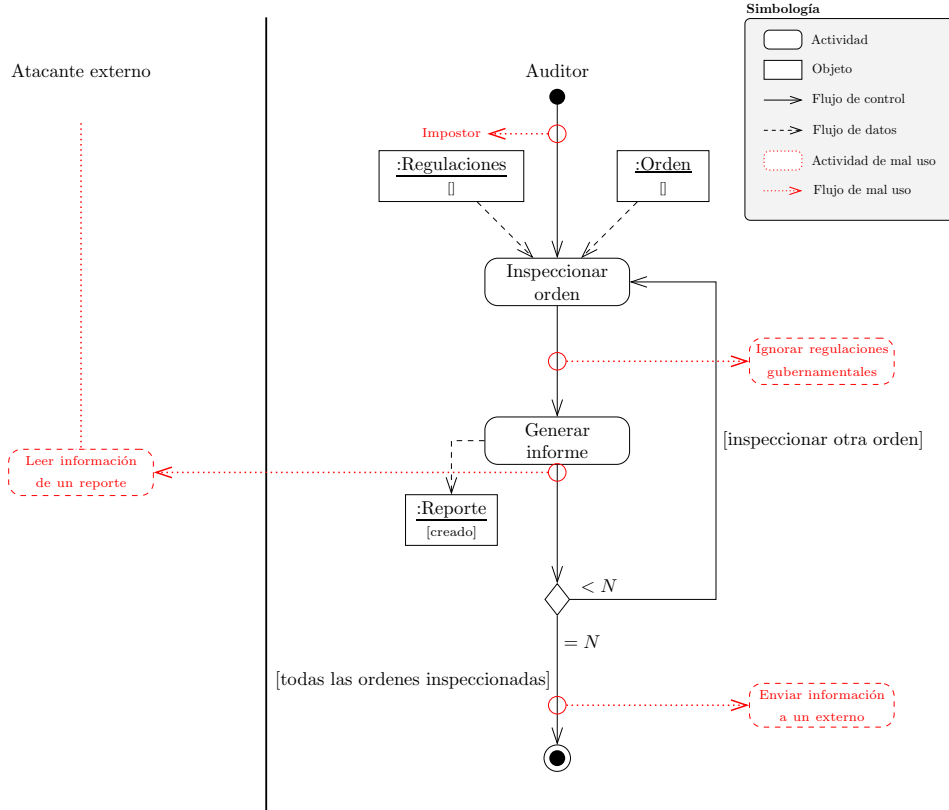 Simbología
Actividad
Objeto
Flujo de control
Flujo de datos
Actividad de mal uso
Flujo de mal uso
Atacante externo
Auditor
Impostor
:Regulaciones
[]
:Orden
[]
Inspeccionar
orden
Ignorar regulaciones
gubernamentales
Generar
informe
[inspeccionar otra orden]
Leer información
de un reporte
:Reporte
[creado]
< N
= N
[todas las ordenes inspeccionadas]
Enviar información
a un externo